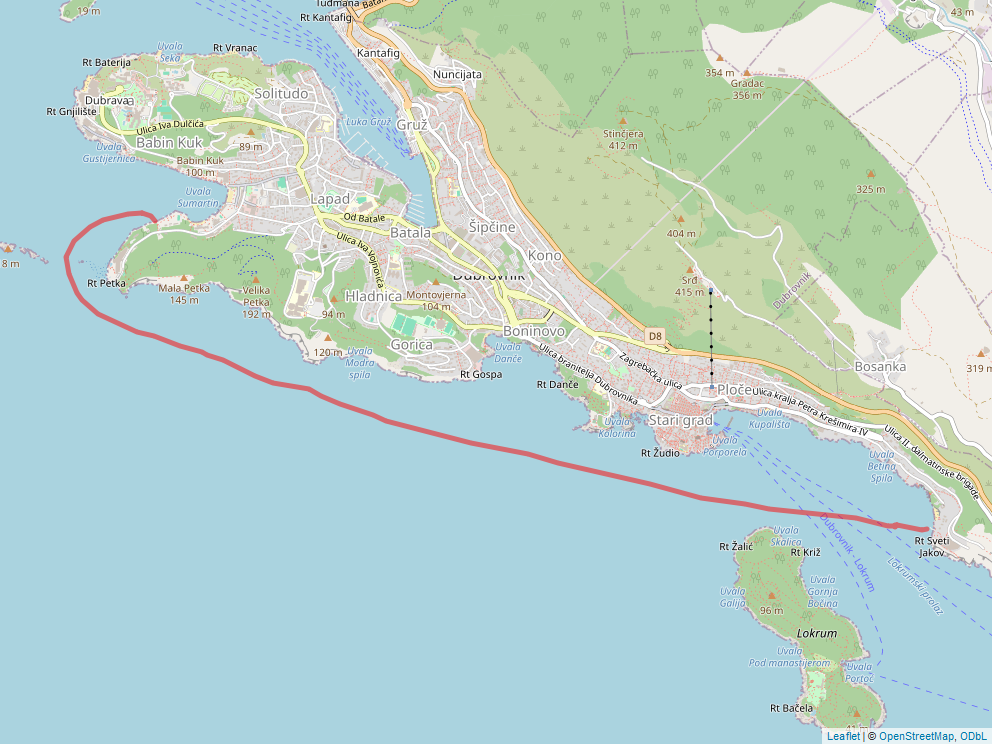 19 m
Tuđmana
Rt Kantafig
Kantafig
43 m
Rt Vranac
Uvala
Seka
Rt Baterija
Nuncijata
354 m
Gradac
356 m
Solitudo
Dubrava
Rt Gnjilište
Ulica Iva Dulčića
Luka Gruž
Gruž
Stinčjera
412 m
Babin Kuk
89 m
Uvala
Gustijernica
Babin Kuk
100 m
325 m
Uvala
Sumartin
Lapad
Od Batale
Šipčine
Batala
404 m
Ulica Iva Vojnovića
Kono
8 m
Dubrovnik
Rt Petka
Mala Petka
145 m
Velika
Petka
192 m
Srđ
415 m
Dubrovnik
Hladnica
Montovjerna
104 m
94 m
Boninovo
D8
Gorica
120 m
Uvala
Modra
spila
Uvala
Danče
Zagrebačka ulica
Ulica branitelja Dubrovnika
Bosanka
319 m
Rt Gospa
Rt Danče
Ploče
Ulica kralja Petra Krešimira IV
Uvala
Kupališta
Stari grad
Uvala
Kolorina
Ulica II. dalmatinske brigade
Rt Žudio
Uvala
Porporela
Uvala
Betina
Spila
Dubrovnik - Lokrum
Rt Sveti
Jakov
Uvala
Skalica
Rt Žalić
Rt Križ
Lokrumski prolaz
Uvala
Galija
Uvala
Gornja
Bočina
96 m
Lokrum
Uvala
Pod manastijerom
Uvala
Portoč
Rt Bačela
41 m
Leaflet | © OpenStreetMap, ODbL